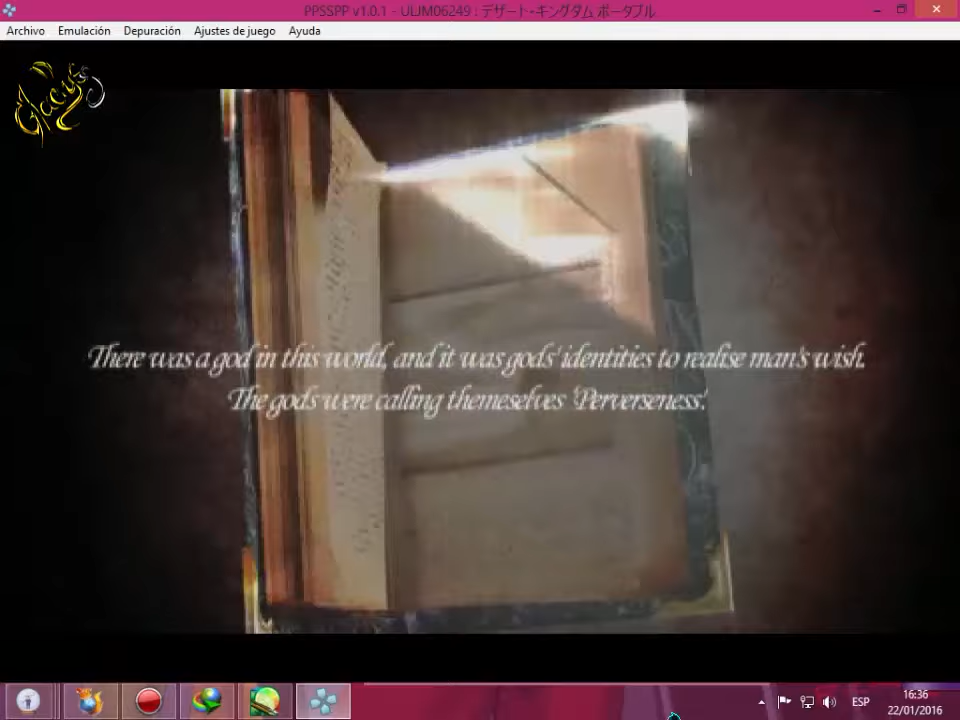 PPSSPP v1.0.1 - ULJM06249 : デザート・キングダム ポータブル
Archivo Emulación Depuración Ajustes de juego Ayuda
Glacius
There was a god in this world, and it was gods' identities to realise man's wish.
The gods were calling themeselves 'Perverseness.'
ESP
16:36
22/01/2016